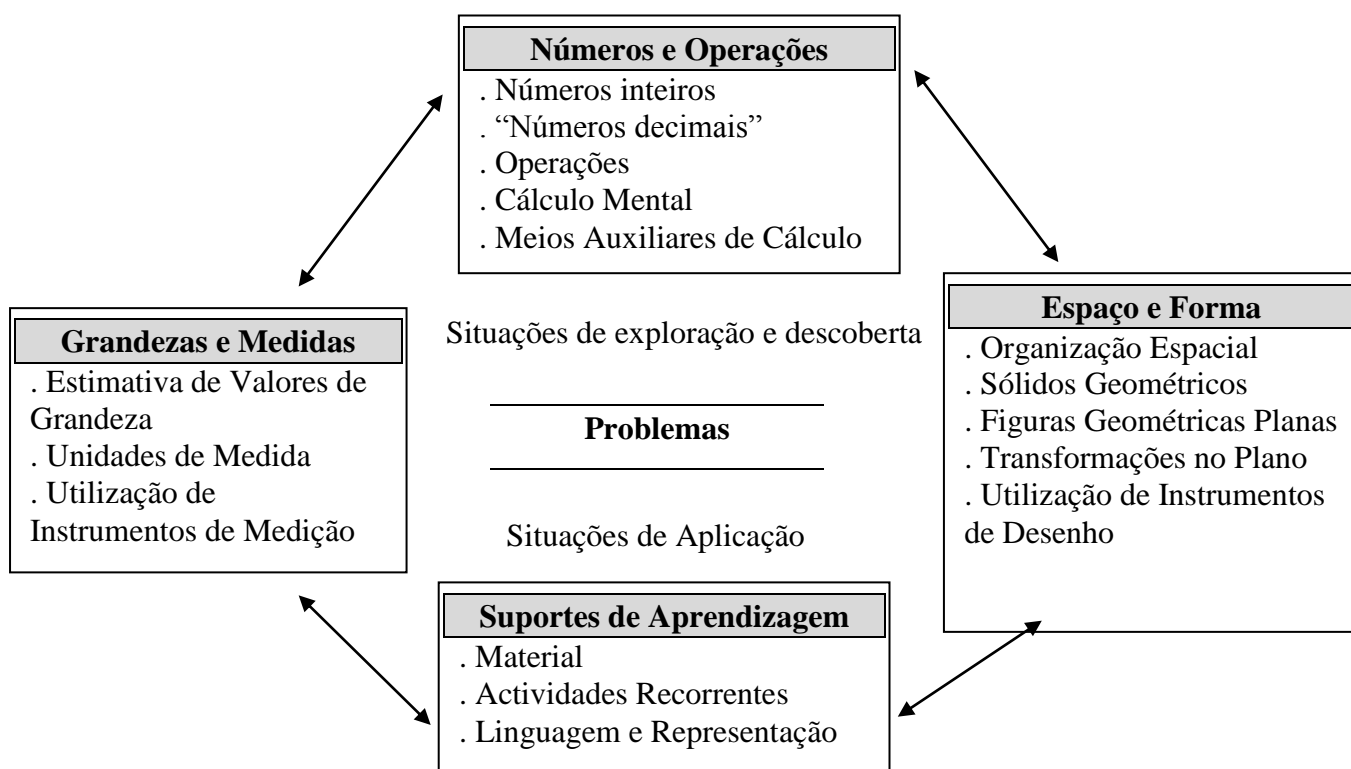 Números e Operações
. Números inteiros
. “Números decimais”
. Operações
. Cálculo Mental
. Meios Auxiliares de Cálculo
Grandezas e Medidas
. Estimativa de Valores de
Grandeza
. Unidades de Medida
. Utilização de
Instrumentos de Medição
Situações de exploração e descoberta
Problemas
Situações de Aplicação
Espaço e Forma
. Organização Espacial
. Sólidos Geométricos
. Figuras Geométricas Planas
. Transformações no Plano
. Utilização de Instrumentos
de Desenho
Suportes de Aprendizagem
. Material
. Actividades Recorrentes
. Linguagem e Representação